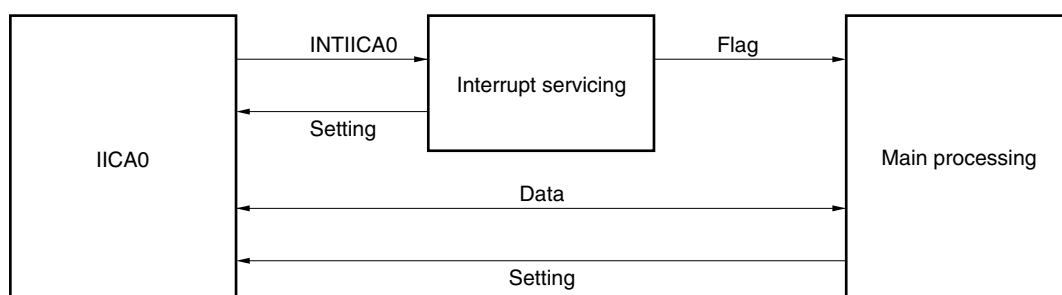 INTIICA0
Flag
Interrupt servicing
Setting
IICA0
Main processing
Data
Setting